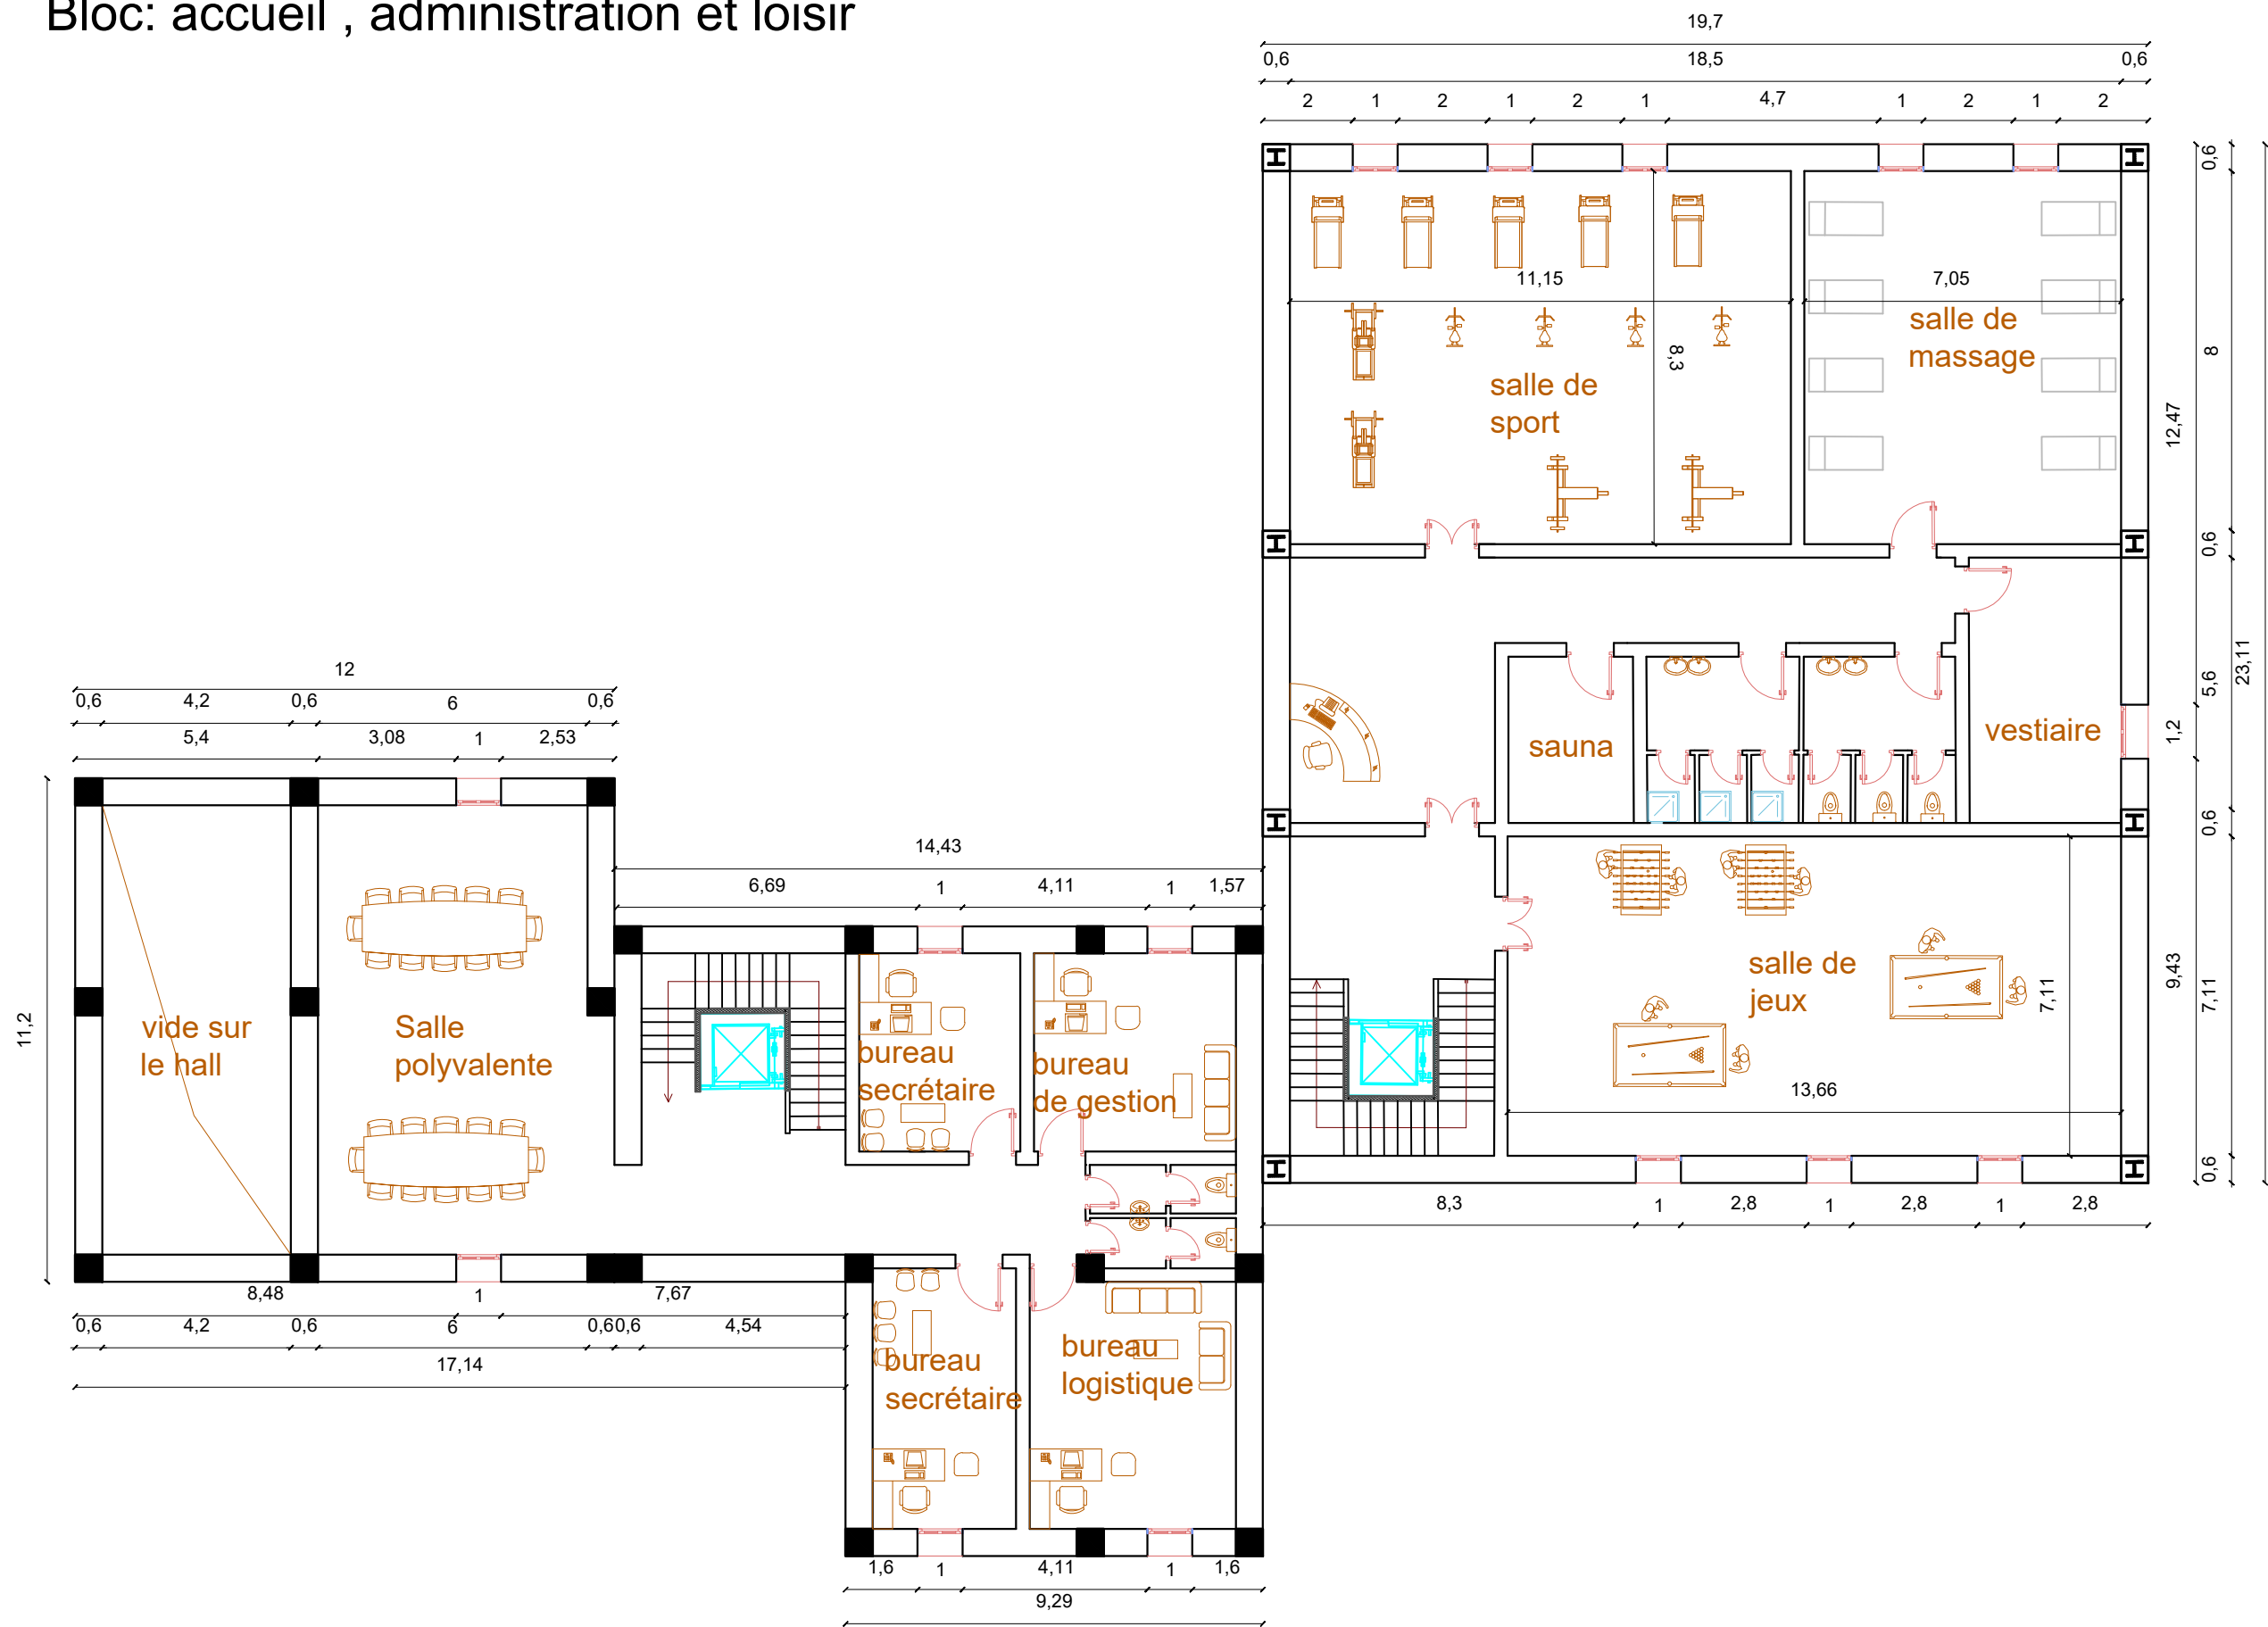 Bloc: accueil , administration et loisir
19,7
0,6 18,5 0,6
2 1 2 1 2 1 4,7 1 2 1 2
0,6
11,15
7,05
8,3
8
salle de
massage
salle de
sport
12,47
0,6
23,11
5,6
1,2
sauna
vestiaire
0,6
12
0,6 4,2 0,6 6 0,6
5,4 3,08 1 2,53
14,43
6,69 1 4,11 1 1,57
11,2
vide sur
le hall
Salle
polyvalente
bureau
secrétaire
bureau
de gestion
salle de
jeux
7,11
9,43
7,11
13,66
0,6
8,3 1 2,8 1 2,8 1 2,8
8,48 1 7,67
0,6 4,2 0,6 6 0,6 0,6 4,54
17,14
bureau
secrétaire
bureau
logistique
1,6 1 4,11 1 1,6
9,29